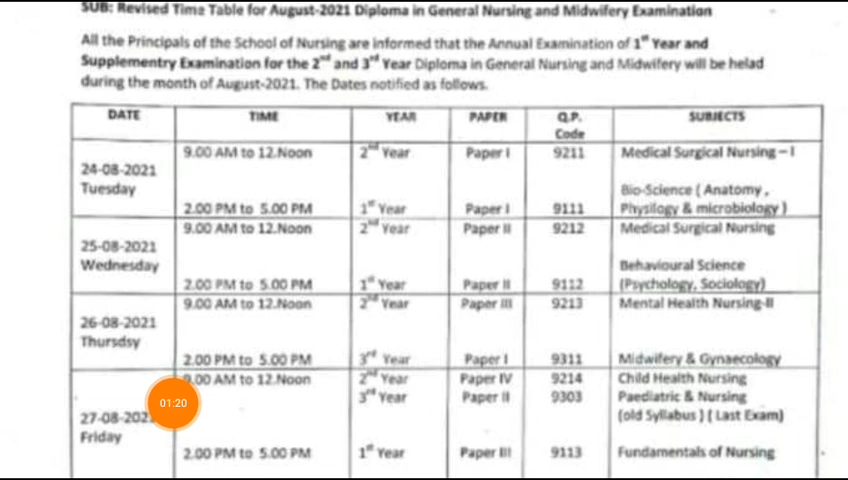 SUB: Revised Time Table for August-2021 Diploma in General Nursing and Midwifery Examination
All the Principals of the School of Nursing are informed that the Annual Examination of 1st Year and
Supplementry Examination for the 2nd and 3rd Year Diploma in General Nursing and Midwifery will be helad
during the month of August-2021. The Dates notified as follows.
DATE TIME YEAR PAPER Q.P. Code SUBJECTS
24-08-2021 Tuesday
9.00 AM to 12.Noon 2nd Year Paper I 9211 Medical Surgical Nursing – I
2.00 PM to 5.00 PM 1st Year Paper I 9111 Bio-Science ( Anatomy , Physilogy & microbiology )
25-08-2021 Wednesday
9.00 AM to 12.Noon 2nd Year Paper II 9212 Medical Surgical Nursing
2.00 PM to 5.00 PM 1st Year Paper II 9112 Behavioural Science (Psychology, Sociology)
26-08-2021 Thursdsy
9.00 AM to 12.Noon 2nd Year Paper III 9213 Mental Health Nursing-II
2.00 PM to 5.00 PM 3rd Year Paper I 9311 Midwifery & Gynaecology
27-08-202 Friday
9.00 AM to 12.Noon 2nd Year Paper IV 9214 Child Health Nursing
3rd Year Paper II 9303 Paediatric & Nursing (old Syllabus ) ( Last Exam)
2.00 PM to 5.00 PM 1st Year Paper III 9113 Fundamentals of Nursing
01:20